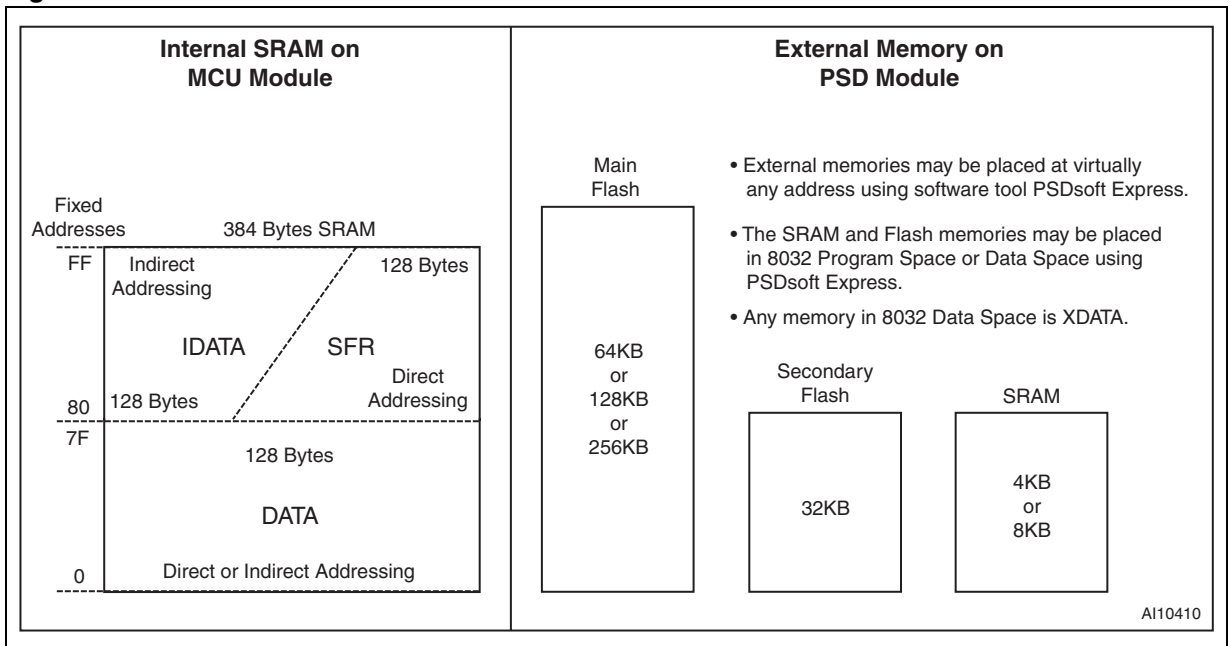 Internal SRAM on
MCU Module
Fixed
Addresses
384 Bytes SRAM
FF
Indirect
Addressing
128 Bytes
IDATA
SFR
Direct
Addressing
128 Bytes
80
7F
128 Bytes
DATA
0
Direct or Indirect Addressing
External Memory on
PSD Module
Main
Flash
64KB
or
128KB
or
256KB
• External memories may be placed at virtually
any address using software tool PSDsoft Express.
• The SRAM and Flash memories may be placed
in 8032 Program Space or Data Space using
PSDsoft Express.
• Any memory in 8032 Data Space is XDATA.
Secondary
Flash
32KB
SRAM
4KB
or
8KB
AI10410